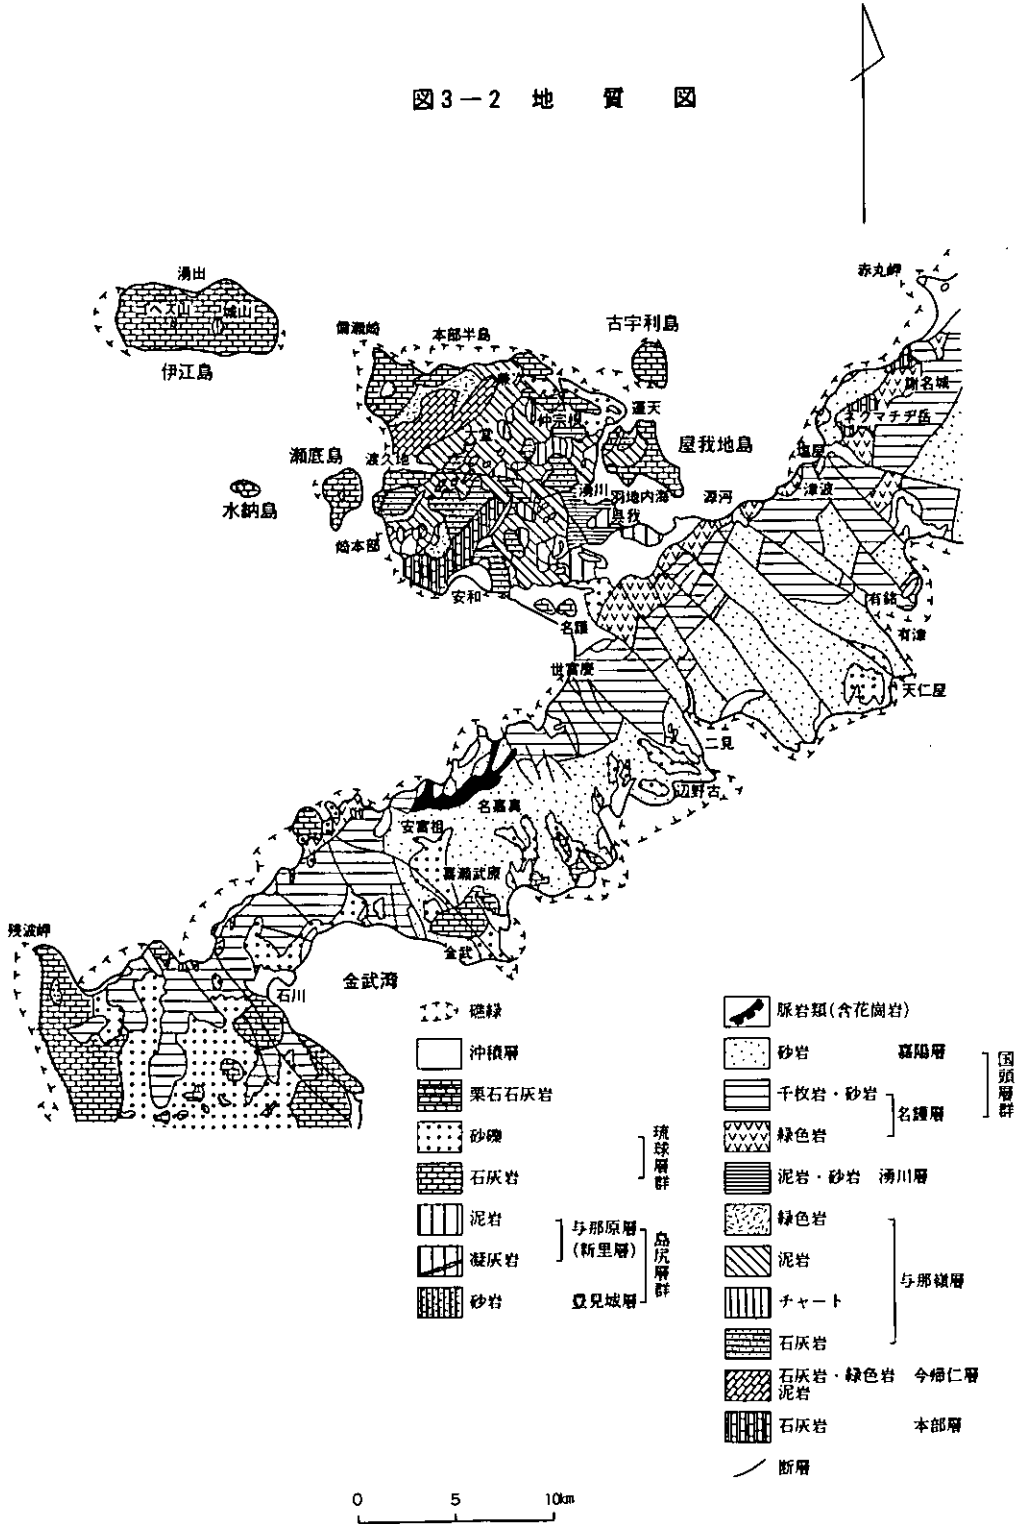 図3-2 地 質 図
赤丸岬
湧出
城山
伊江島
備瀬崎
本部半島
古宇利島
謝名城
ネクマチヂ岳
運天
仲宗根
屋我地島
塩屋
瀬底島
渡久地
水納島
湧川
羽地内海
源河
津波
呉我
崎本部
安和
名護
有銘
有津
世冨慶
天仁屋
二見
辺野古
名嘉真
安富祖
喜瀬武原
残波岬
金武
石川
金武湾
礁縁
沖積層
粟石石灰岩
砂礫
琉球層群
石灰岩
泥岩
与那原層
(新里層)
凝灰岩
島尻層群
砂岩
豊見城層
脈岩類(含花崗岩)
砂岩 嘉陽層
国頭層群
千枚岩・砂岩
名護層
緑色岩
泥岩・砂岩 湧川層
緑色岩
泥岩
与那嶺層
チャート
石灰岩
石灰岩・緑色岩 今帰仁層
泥岩
石灰岩 本部層
断層
0 5 10km